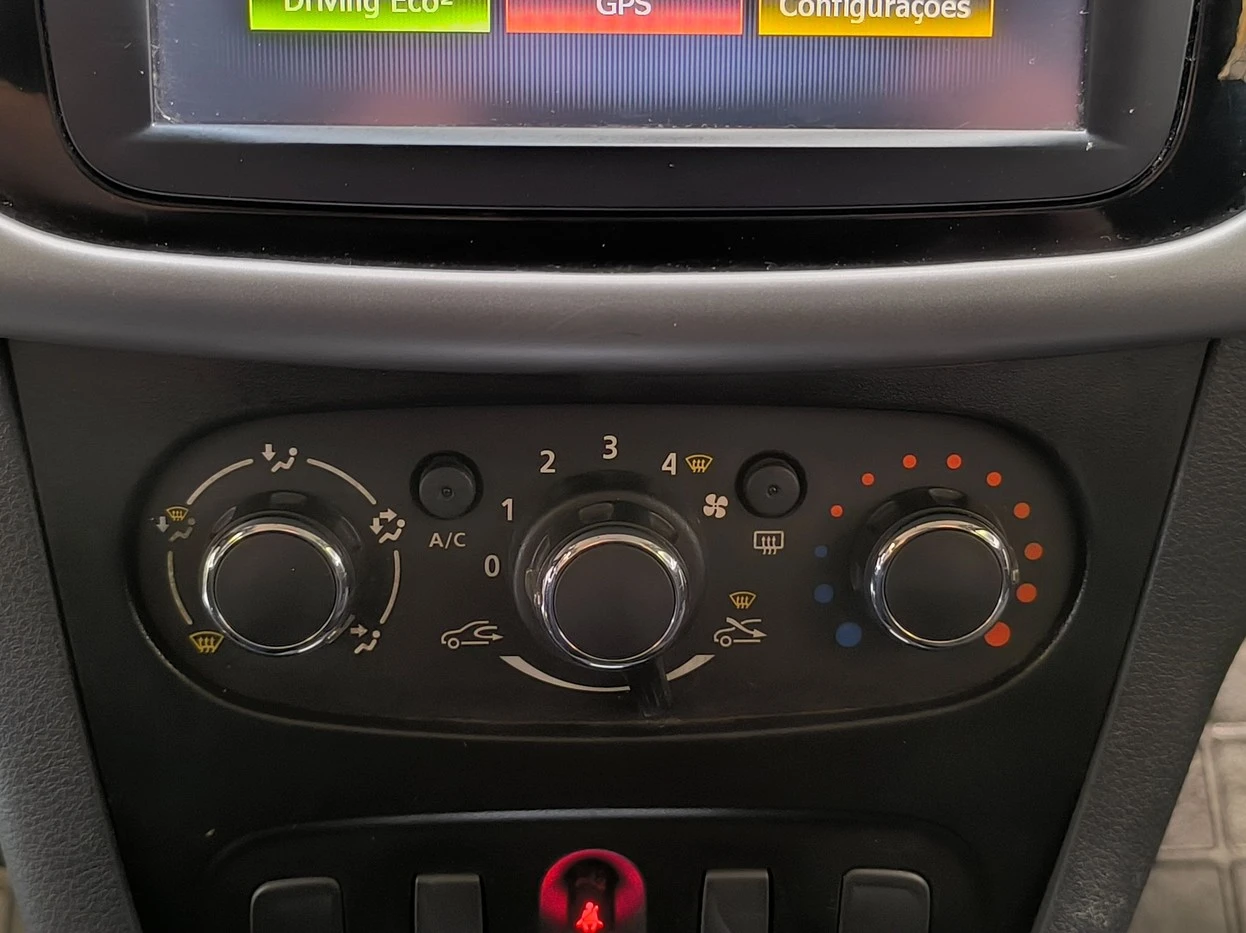 Driving Eco²
GPS
Configurações
3
2
4
1
A/C
0